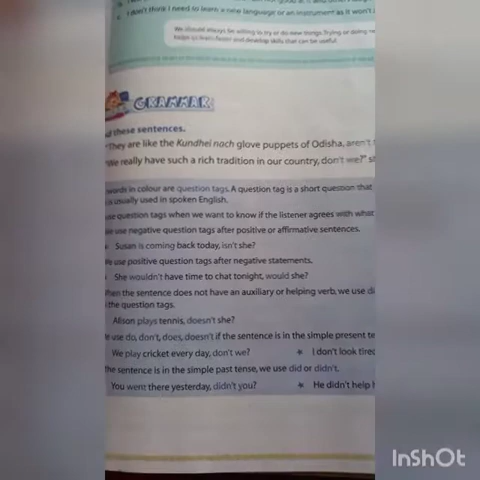 I don't think I need to learn a new language or an instrument as it won't
We should always be willing to try or do new things. Trying or doing
helps us learn faster and develop skills that can be useful.
GRAMMAR
these sentences.
"They are like the Kundhei nach glove puppets of Odisha, aren't
"We really have such a rich tradition in our country, don't we?"
words in colour are question tags. A question tag is a short question that
is usually used in spoken English.
use question tags when we want to know if the listener agrees with what
We use negative question tags after positive or affirmative sentences.
Susan is coming back today, isn't she?
We use positive question tags after negative statements.
She wouldn't have time to chat tonight, would she?
When the sentence does not have an auxiliary or helping verb, we use
the question tags.
Alison plays tennis, doesn't she?
use do, don't, does, doesn't if the sentence is in the simple present
We play cricket every day, don't we? * I don't look tired
the sentence is in the simple past tense, we use did or didn't.
You went there yesterday, didn't you? * He didn't help
InShOt